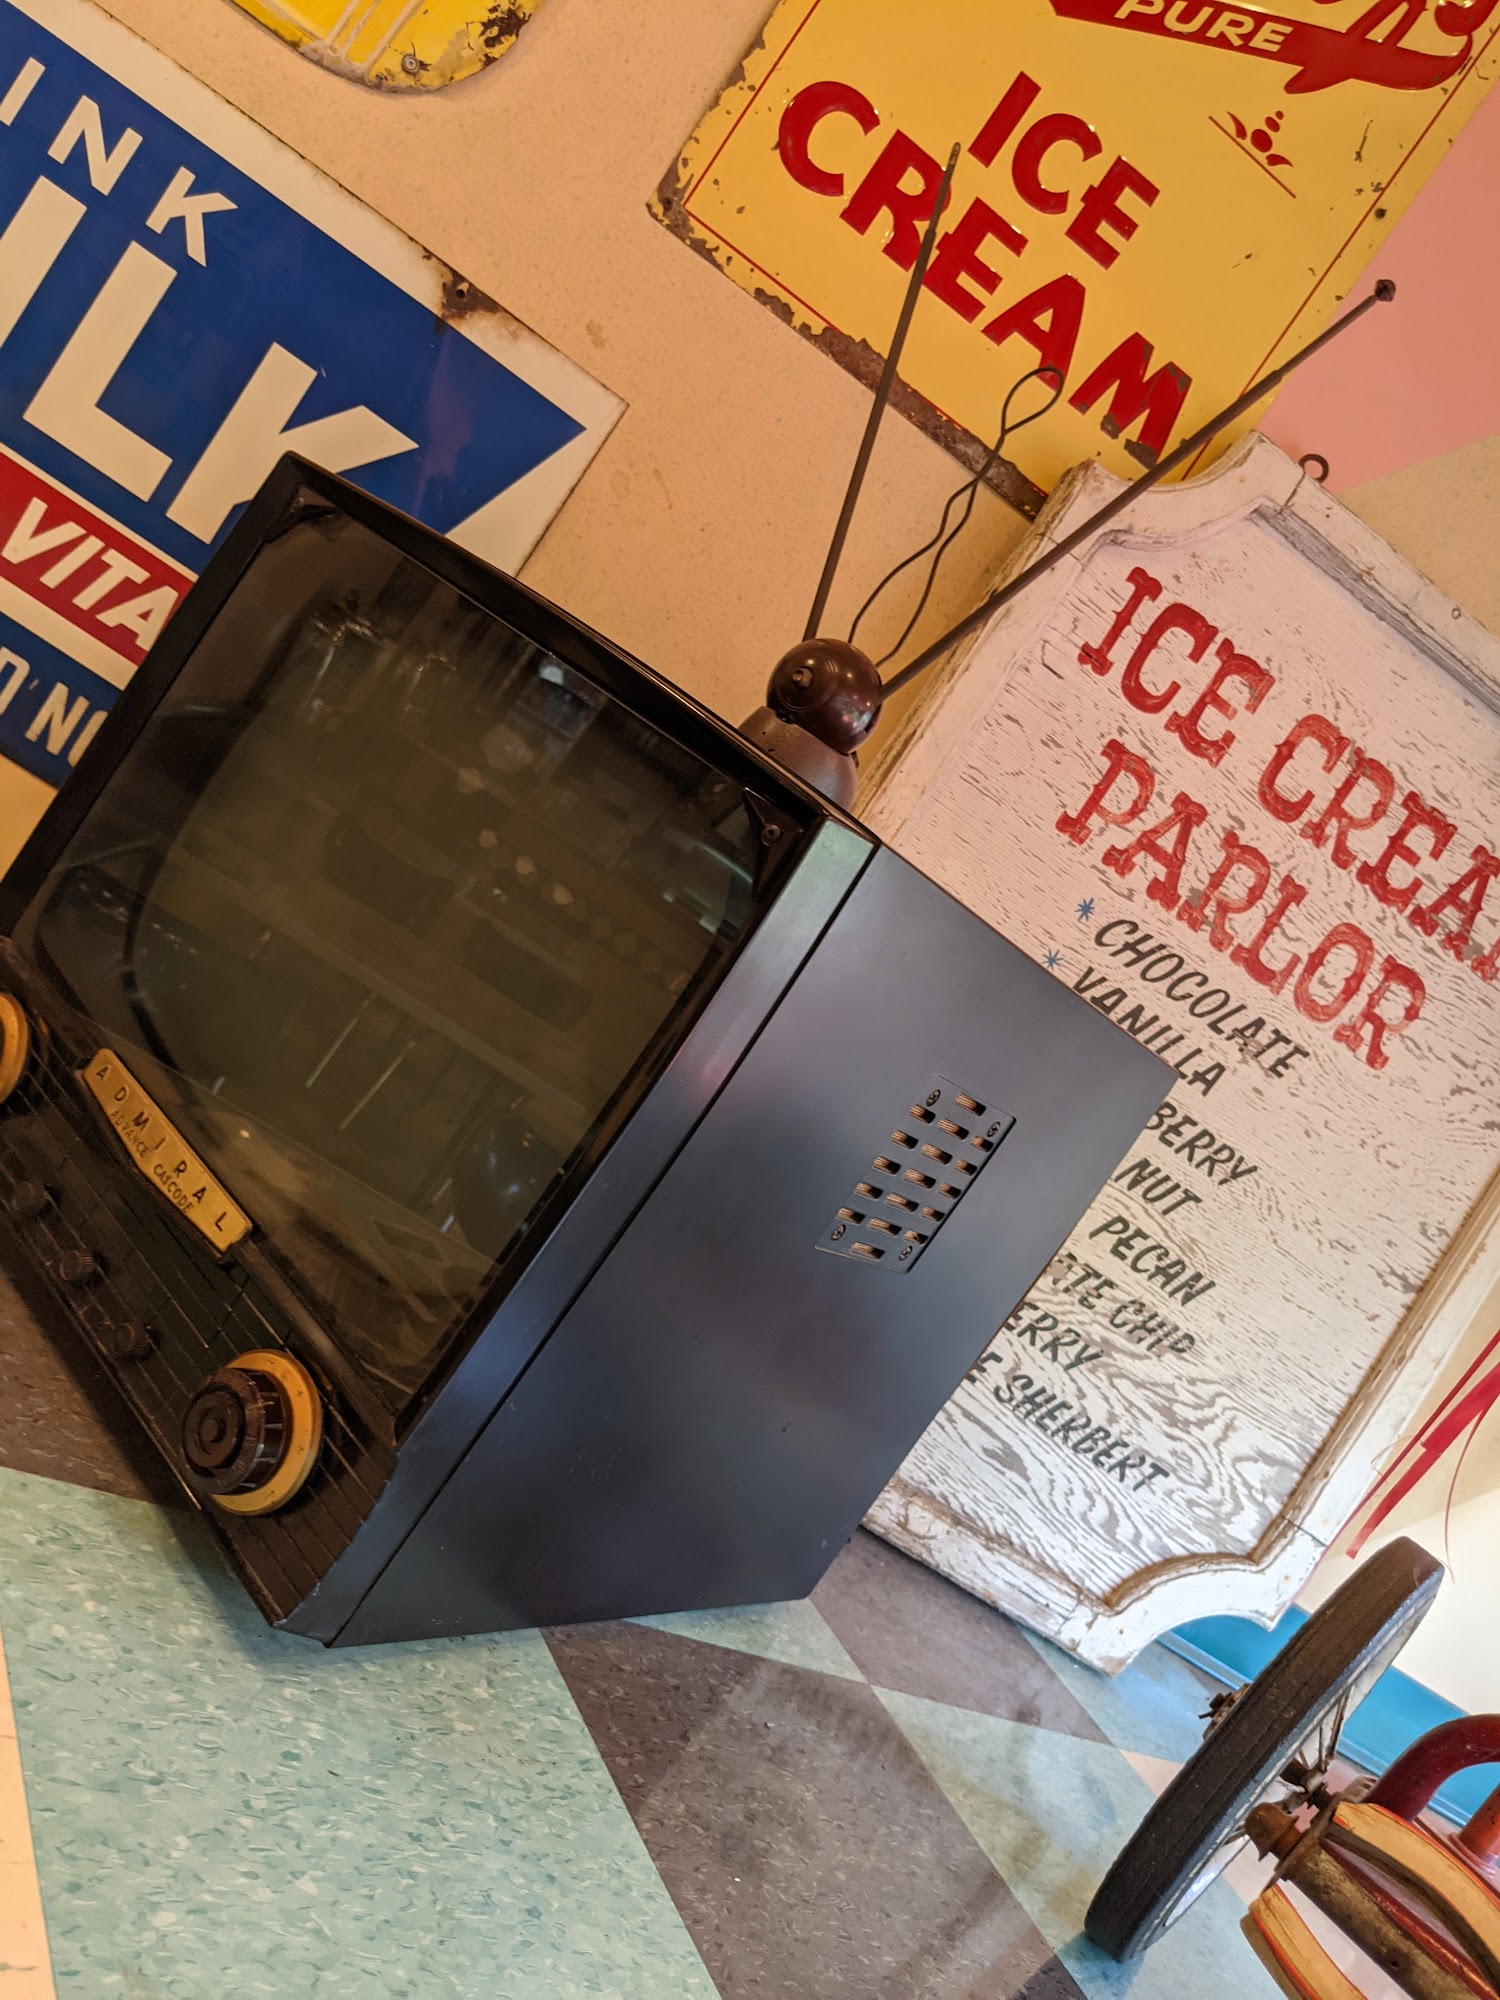 INK
ILK
VITA
D'NI
PURE
ICE
CREAM
ICE CREA
PARLOR
* CHOCOLATE
* VANILLA
BERRY
NUT
PECAN
TE CHIP
ERRY
E SHERBERT
ADMIRAL
ADVANCE CASCODE